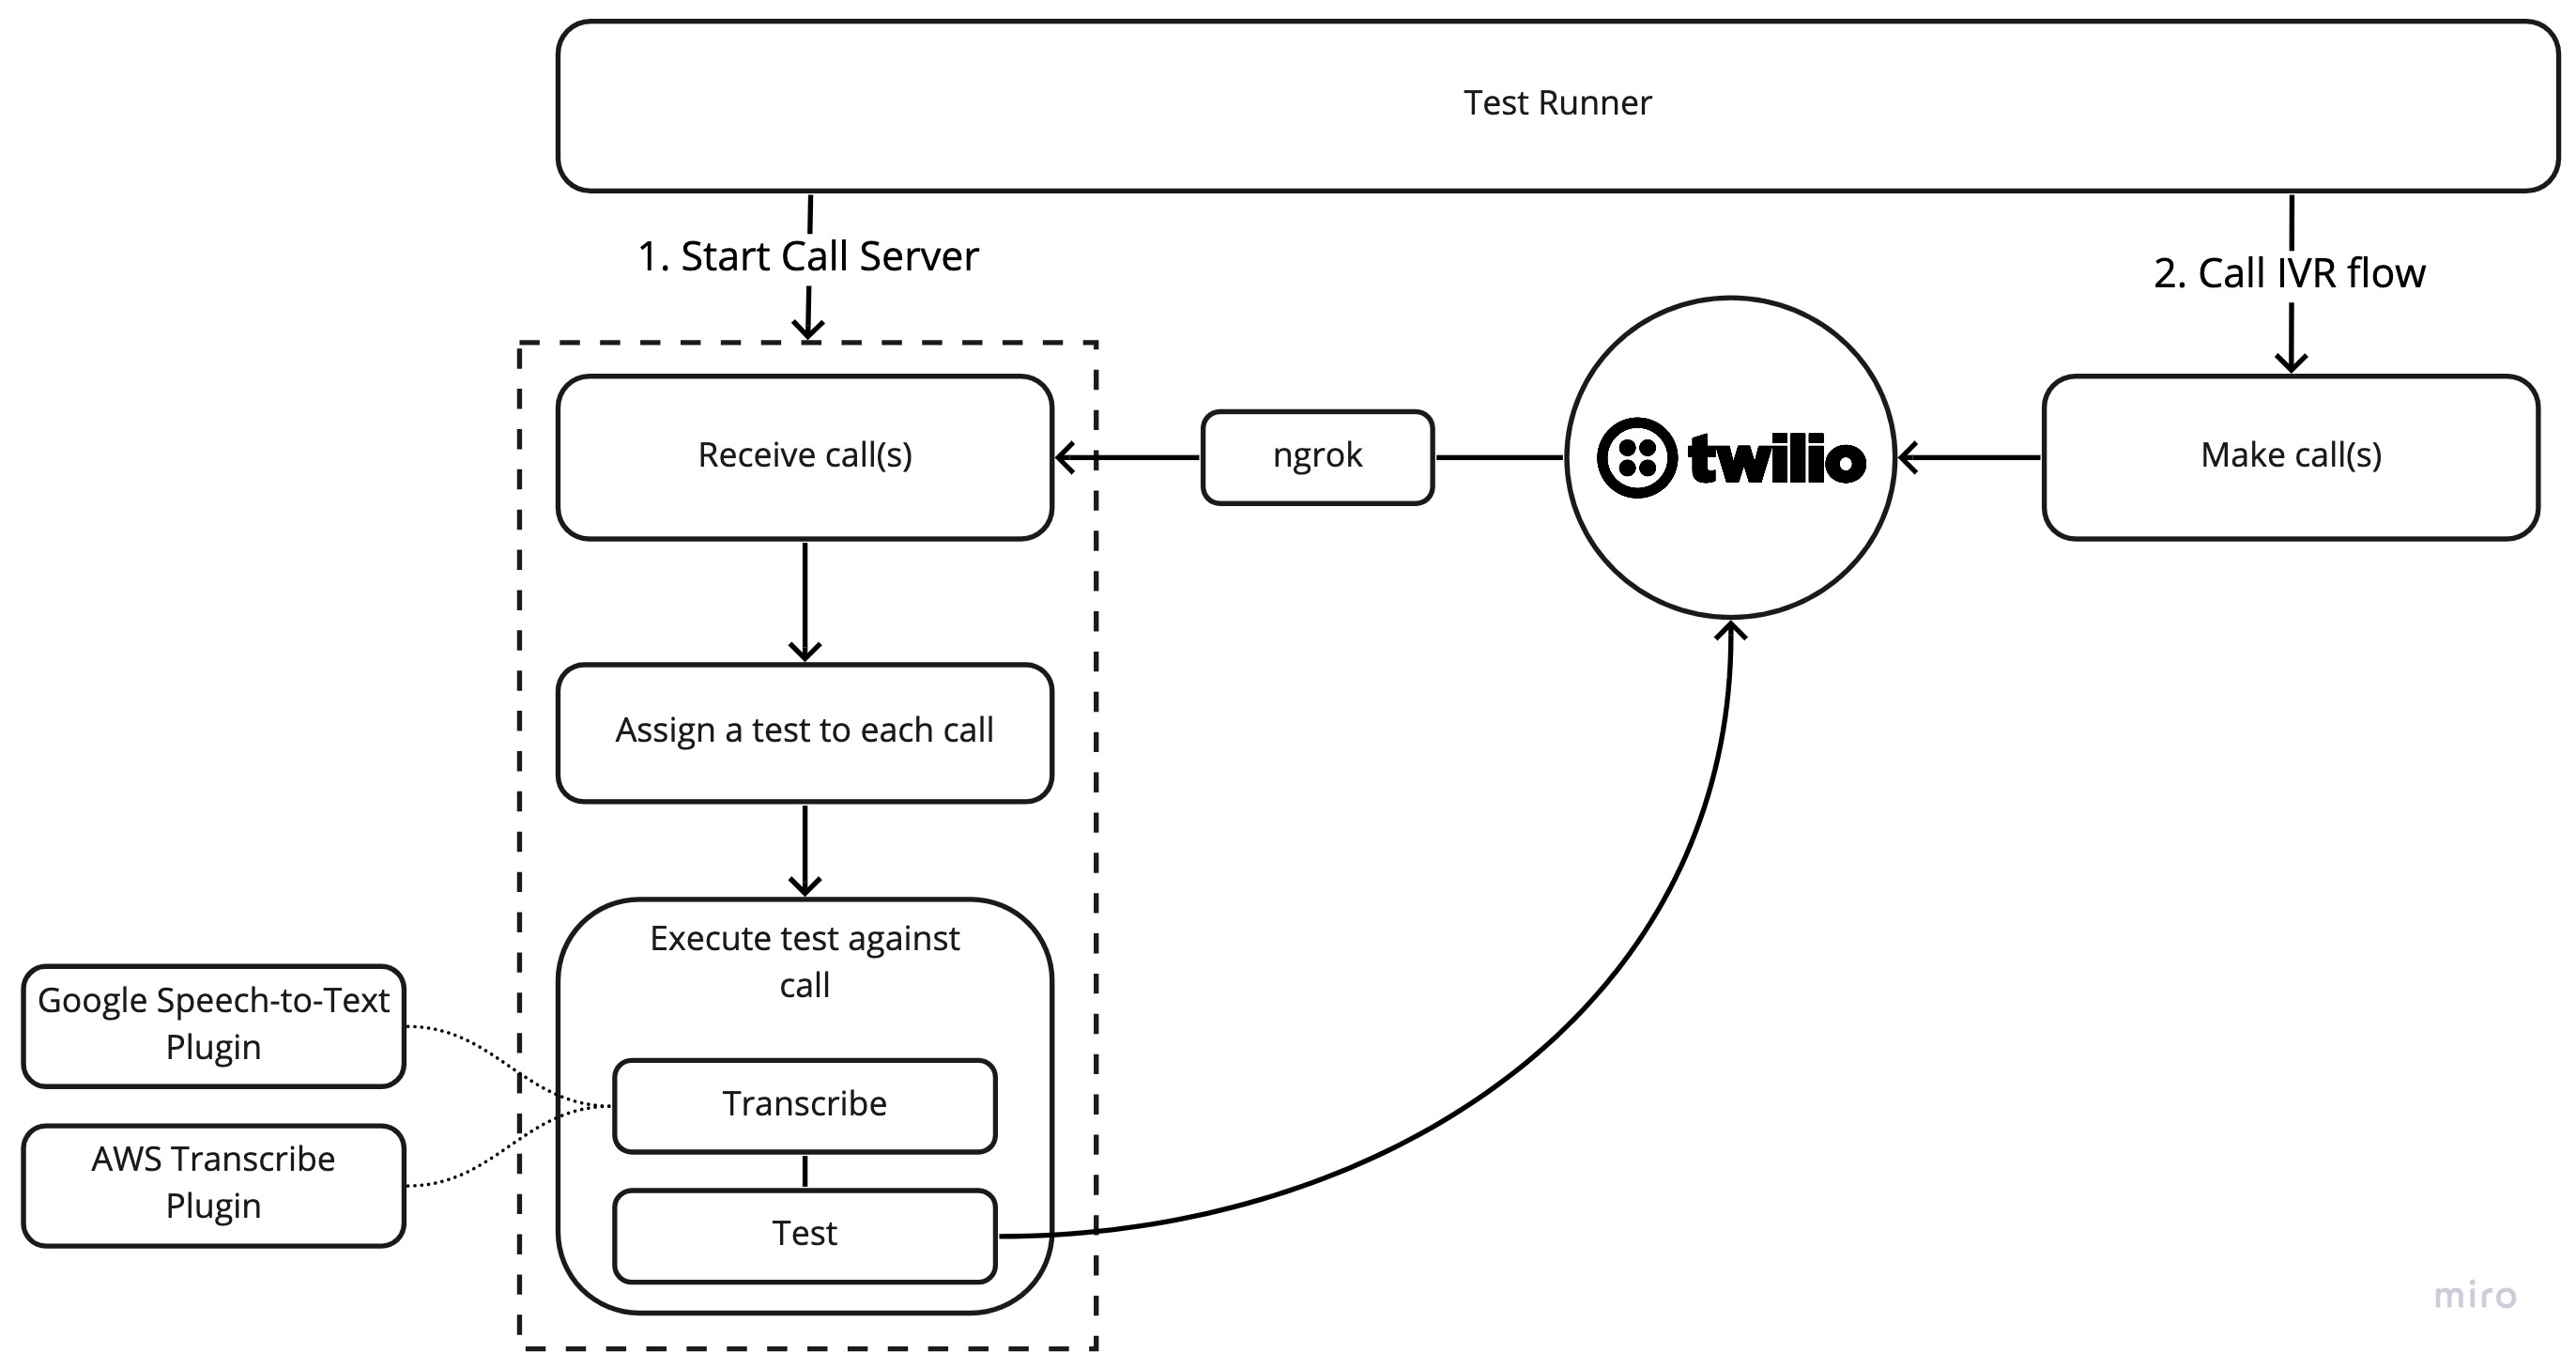 Test Runner
1. Start Call Server
2. Call IVR flow
Receive call(s)
ngrok
twilio
Make call(s)
Assign a test to each call
Execute test against
call
Google Speech-to-Text
Plugin
Transcribe
AWS Transcribe
Plugin
Test
miro